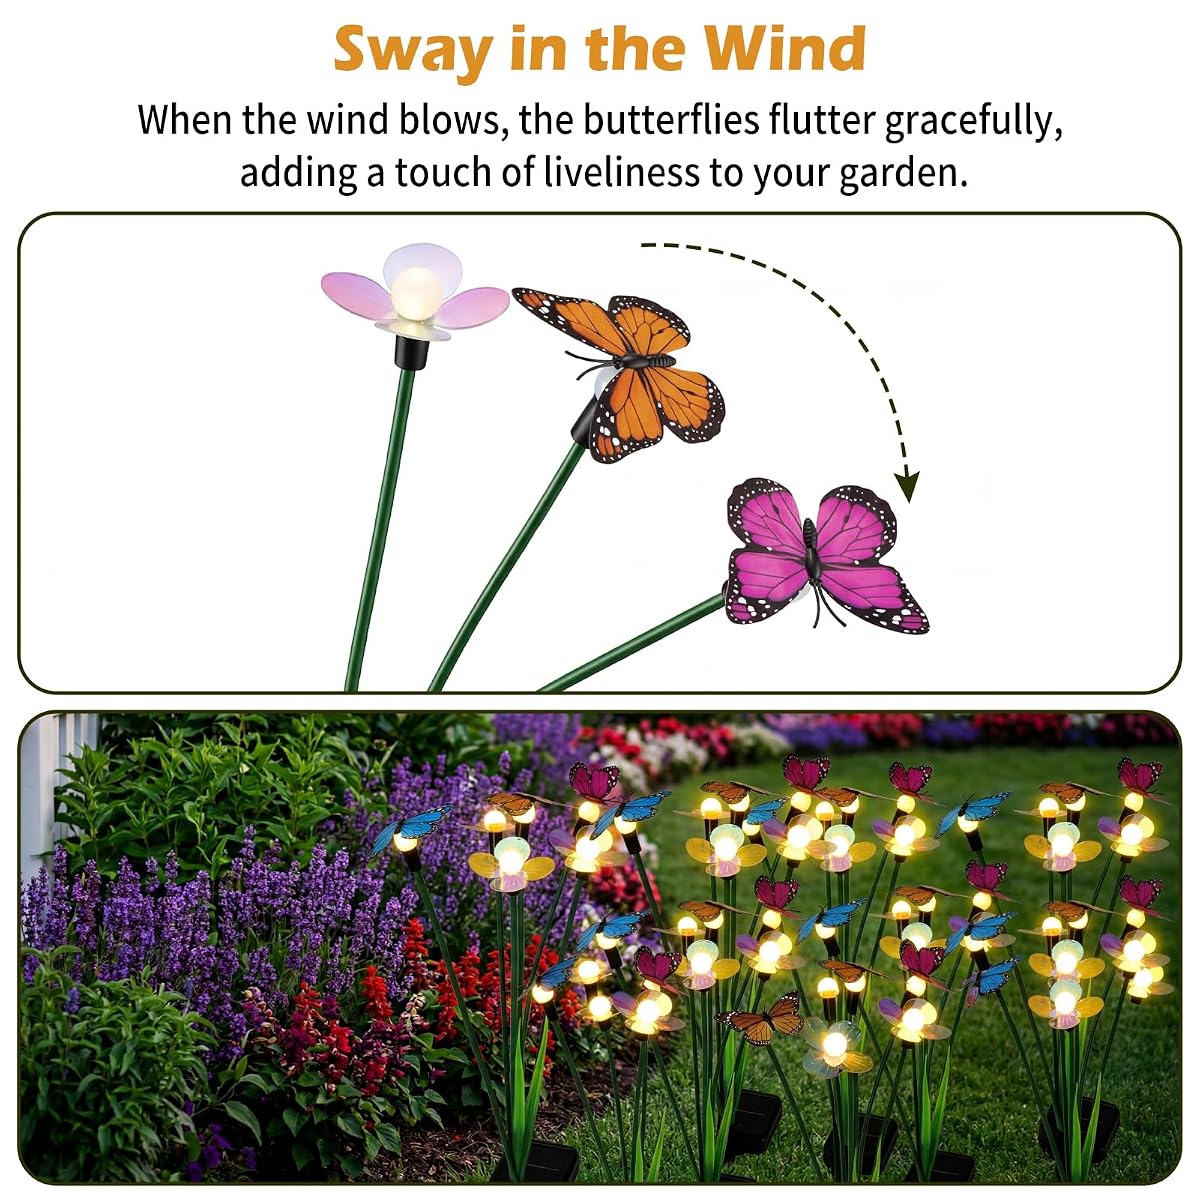 Sway in the Wind
When the wind blows, the butterflies flutter gracefully,
adding a touch of liveliness to your garden.